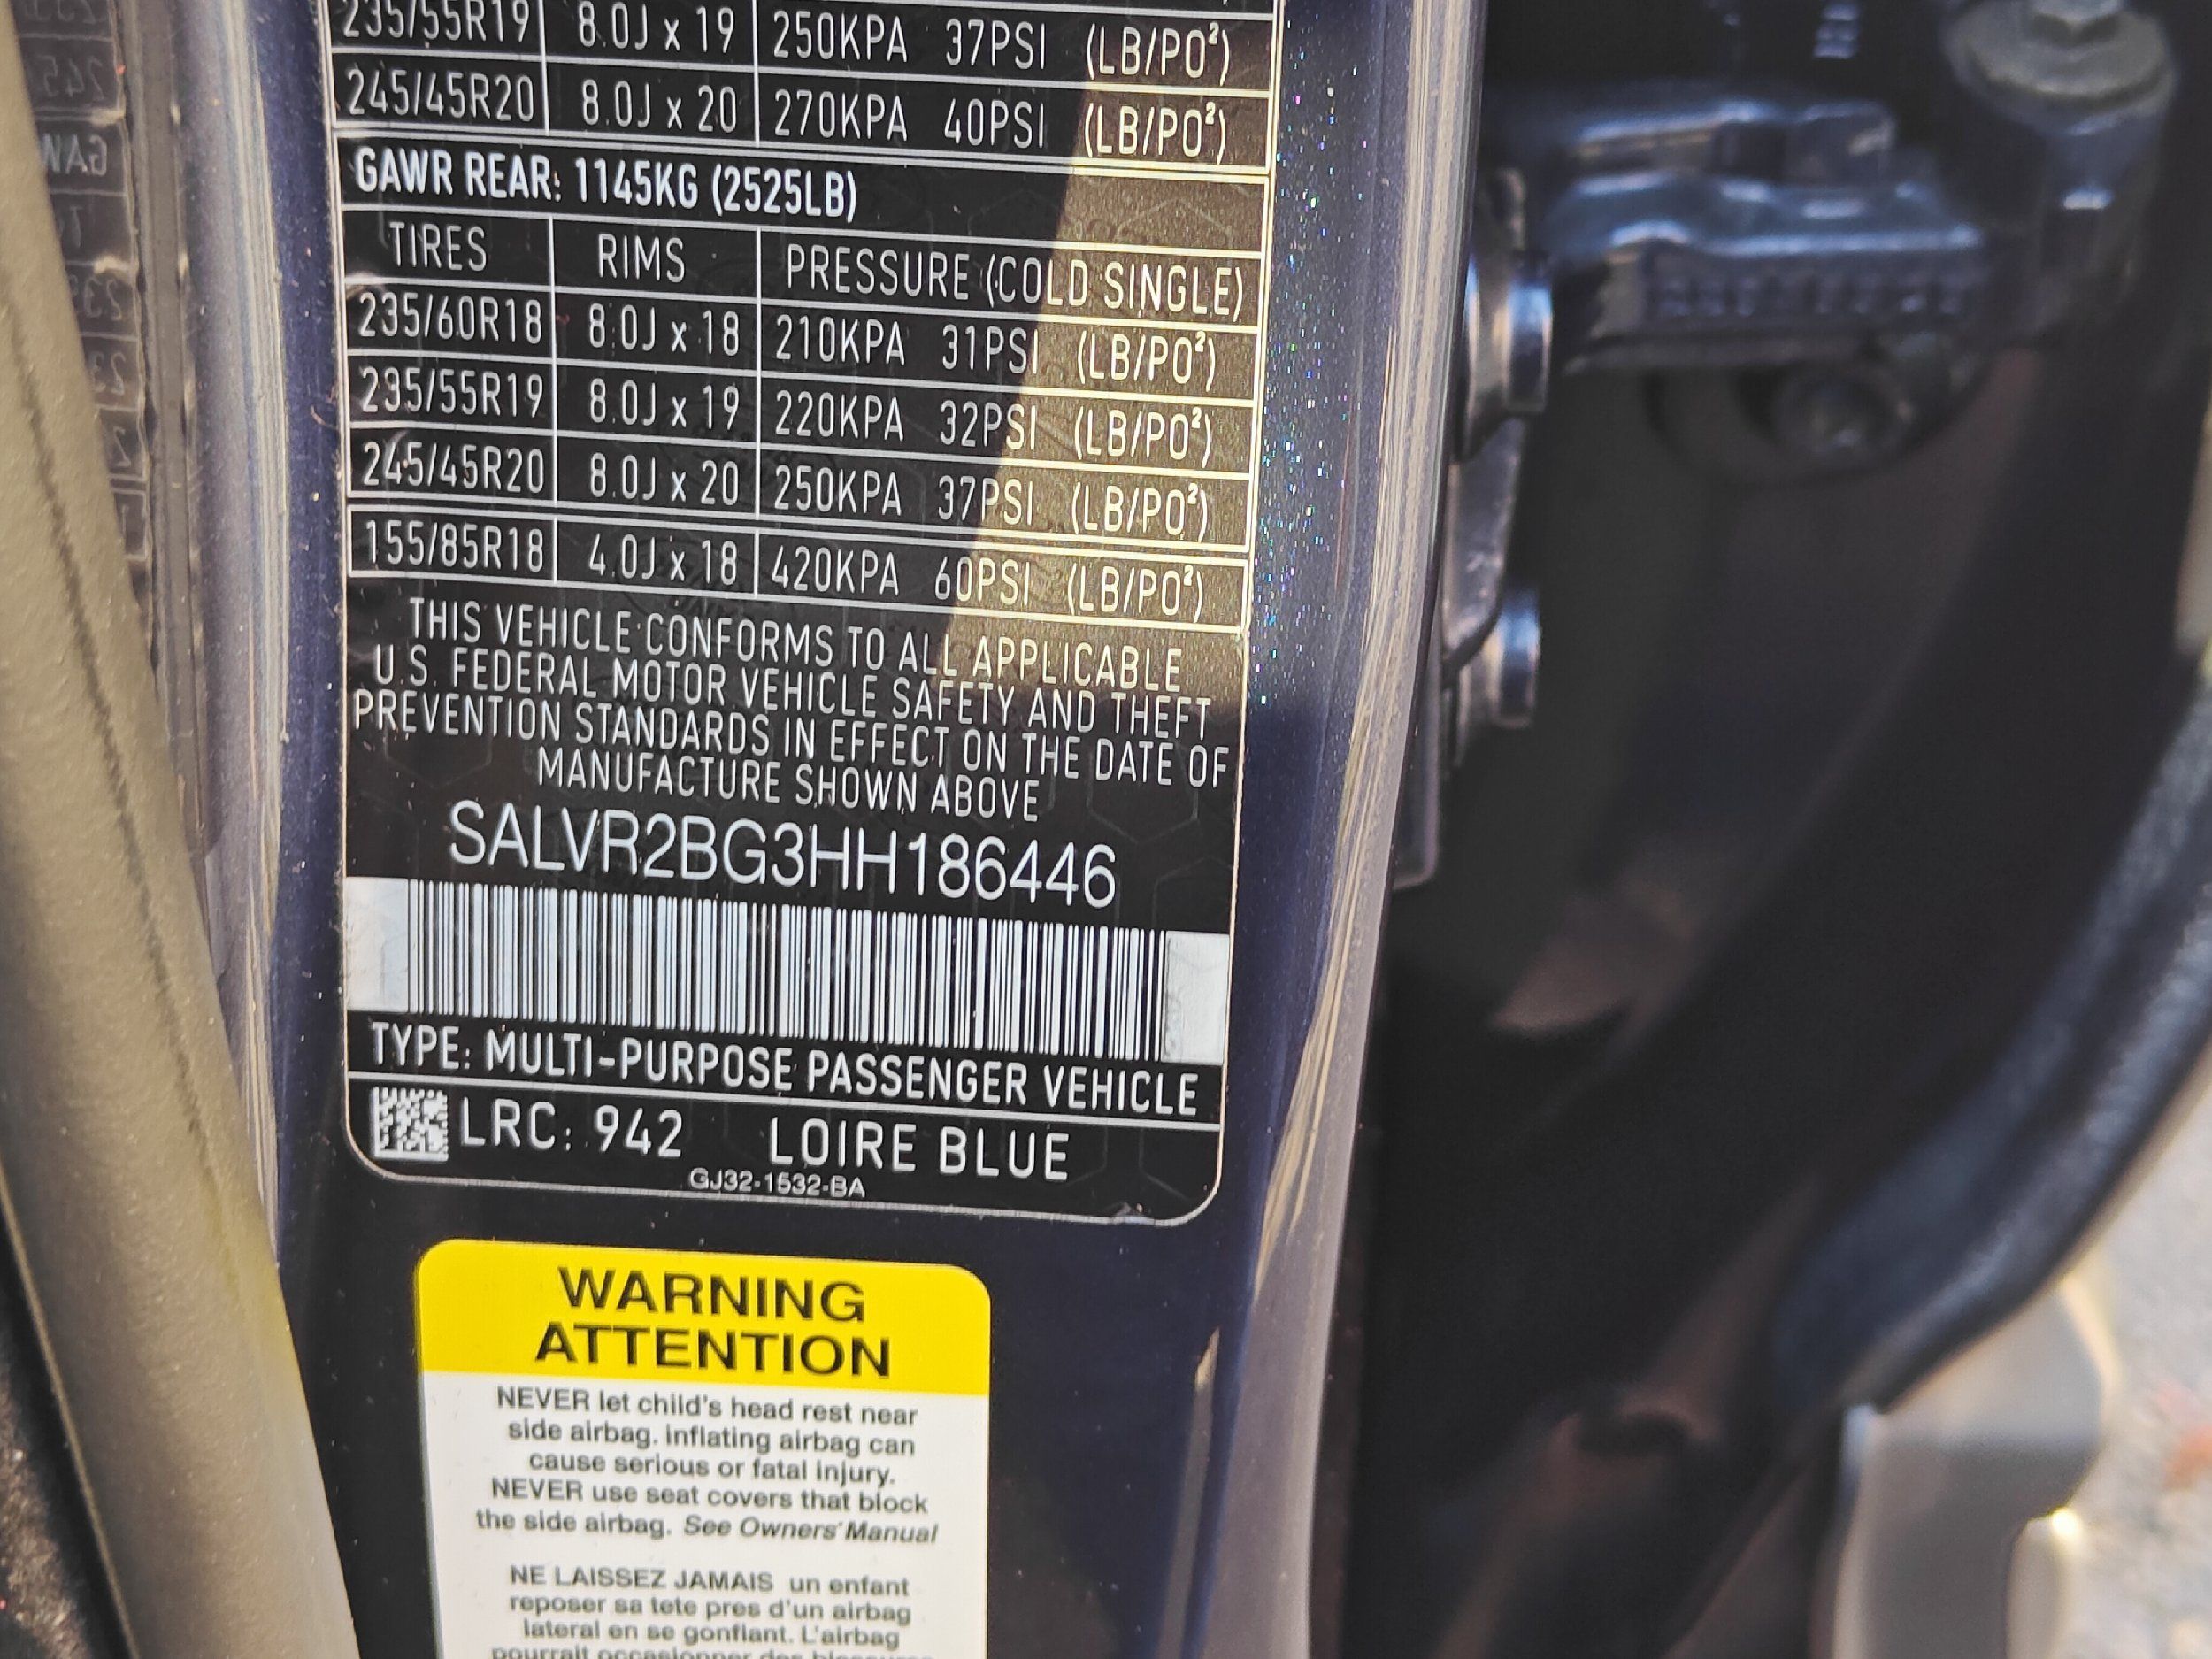 235/55R19 8.0J x 19 250KPA 37PSI (LB/PO²)
245/45R20 8.0J x 20 270KPA 40PSI (LB/PO²)
GAWR REAR: 1145KG (2525LB)
TIRES RIMS PRESSURE (COLD SINGLE)
235/60R18 8.0J x 18 210KPA 31PSI (LB/PO²)
235/55R19 8.0J x 19 220KPA 32PSI (LB/PO²)
245/45R20 8.0J x 20 250KPA 37PSI (LB/PO²)
155/85R18 4.0J x 18 420KPA 60PSI (LB/PO²)
THIS VEHICLE CONFORMS TO ALL APPLICABLE
U.S. FEDERAL MOTOR VEHICLE SAFETY AND THEFT
PREVENTION STANDARDS IN EFFECT ON THE DATE OF
MANUFACTURE SHOWN ABOVE
SALVR2BG3HH186446
TYPE: MULTI-PURPOSE PASSENGER VEHICLE
LRC: 942 LOIRE BLUE
GJ32-1532-BA
WARNING
ATTENTION
NEVER let child's head rest near
side airbag. inflating airbag can
cause serious or fatal injury.
NEVER use seat covers that block
the side airbag. See Owners' Manual
NE LAISSEZ JAMAIS un enfant
reposer sa tete pres d'un airbag
lateral en se gonflant. L'airbag
pourrait occasionner des